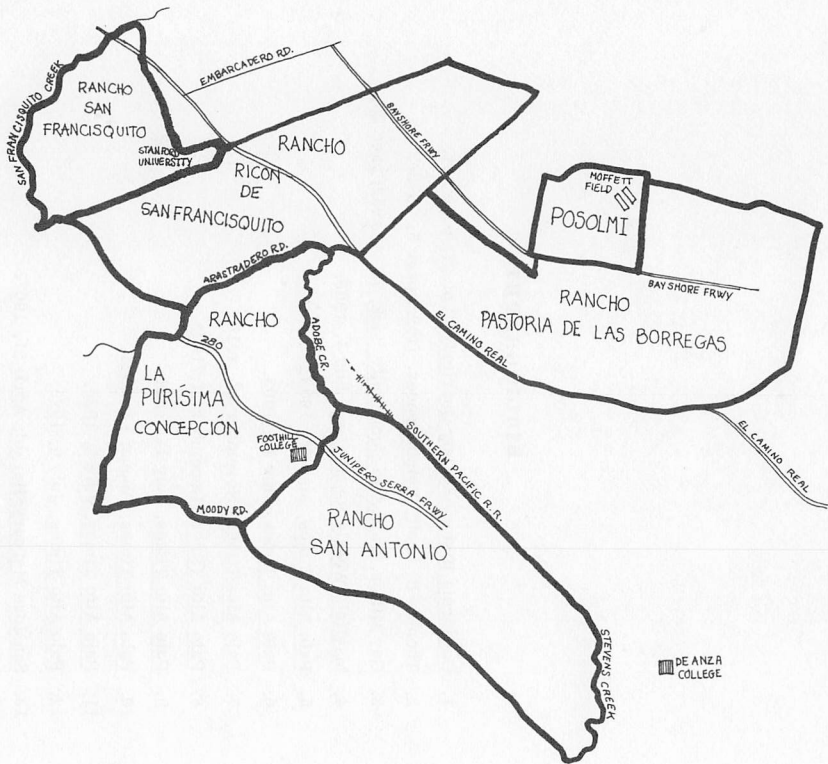 SAN FRANCISQUITO CREEK
RANCHO
SAN
FRANCISQUITO
EMBARCADERO RD.
BAYSHORE FRWY
STANFORD
UNIVERSITY
RANCHO
RICÓN
DE
SAN FRANCISQUITO
MOFFETT
FIELD
POSOLMI
BAYSHORE FRWY
RANCHO
PASTORIA DE LAS BORREGAS
EL CAMINO REAL
EL CAMINO REAL
ARASTRADERO RD.
RANCHO
280
ADOBE CR.
LA
PURÍSIMA
CONCEPCIÓN
FOOTHILL
COLLEGE
JUNIPERO SERRA FRWY
SOUTHERN PACIFIC R.R.
MOODY RD.
RANCHO
SAN ANTONIO
STEVENS CREEK
DE ANZA
COLLEGE